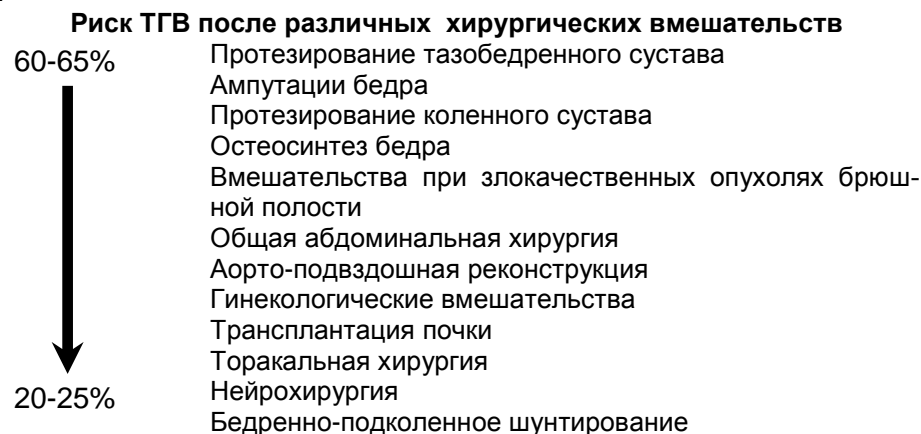 Риск ТГВ после различных хирургических вмешательств
60-65% Протезирование тазобедренного сустава
Ампутации бедра
Протезирование коленного сустава
Остеосинтез бедра
Вмешательства при злокачественных опухолях брюш-
ной полости
Общая абдоминальная хирургия
Аорто-подвздошная реконструкция
Гинекологические вмешательства
Трансплантация почки
Торакальная хирургия
20-25% Нейрохирургия
Бедренно-подколенное шунтирование